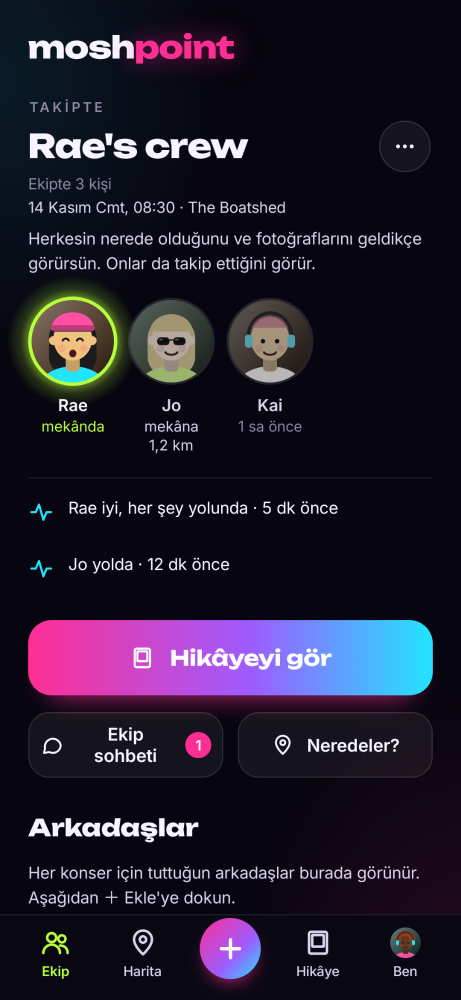 moshpoint
TAKİPTE
Rae's crew
Ekipte 3 kişi
14 Kasım Cmt, 08:30 · The Boatshed
Herkesin nerede olduğunu ve fotoğraflarını geldikçe
görürsün. Onlar da takip ettiğini görür.
Rae
mekânda
Jo
mekâna
1,2 km
Kai
1 sa önce
Rae iyi, her şey yolunda · 5 dk önce
Jo yolda · 12 dk önce
Hikâyeyi gör
Ekip
sohbeti
1
Neredeler?
Arkadaşlar
Her konser için tuttuğun arkadaşlar burada görünür.
Aşağıdan + Ekle'ye dokun.
Ekip
Harita
Hikâye
Ben